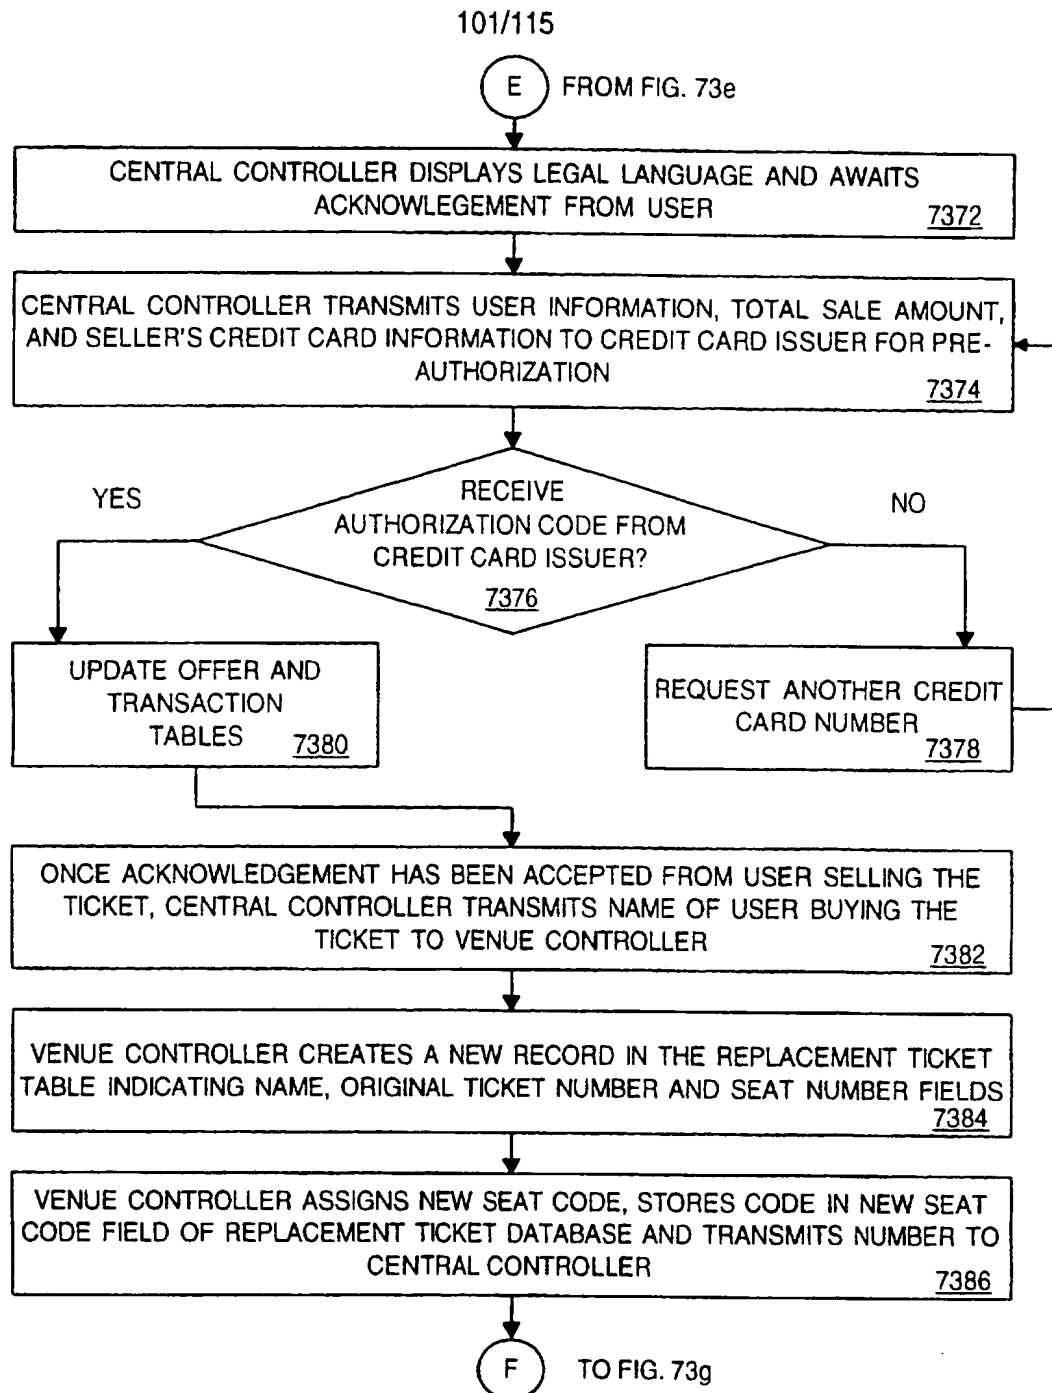 101/115
E FROM FIG. 73e
CENTRAL CONTROLLER DISPLAYS LEGAL LANGUAGE AND AWAITS
ACKNOWLEGEMENT FROM USER
7372
CENTRAL CONTROLLER TRANSMITS USER INFORMATION, TOTAL SALE AMOUNT,
AND SELLER'S CREDIT CARD INFORMATION TO CREDIT CARD ISSUER FOR PRE-
AUTHORIZATION
7374
YES
RECEIVE
AUTHORIZATION CODE FROM
CREDIT CARD ISSUER?
7376
NO
UPDATE OFFER AND
TRANSACTION
TABLES
7380
REQUEST ANOTHER CREDIT
CARD NUMBER
7378
ONCE ACKNOWLEDGEMENT HAS BEEN ACCEPTED FROM USER SELLING THE
TICKET, CENTRAL CONTROLLER TRANSMITS NAME OF USER BUYING THE
TICKET TO VENUE CONTROLLER
7382
VENUE CONTROLLER CREATES A NEW RECORD IN THE REPLACEMENT TICKET
TABLE INDICATING NAME, ORIGINAL TICKET NUMBER AND SEAT NUMBER FIELDS
7384
VENUE CONTROLLER ASSIGNS NEW SEAT CODE, STORES CODE IN NEW SEAT
CODE FIELD OF REPLACEMENT TICKET DATABASE AND TRANSMITS NUMBER TO
CENTRAL CONTROLLER
7386
F TO FIG. 73g